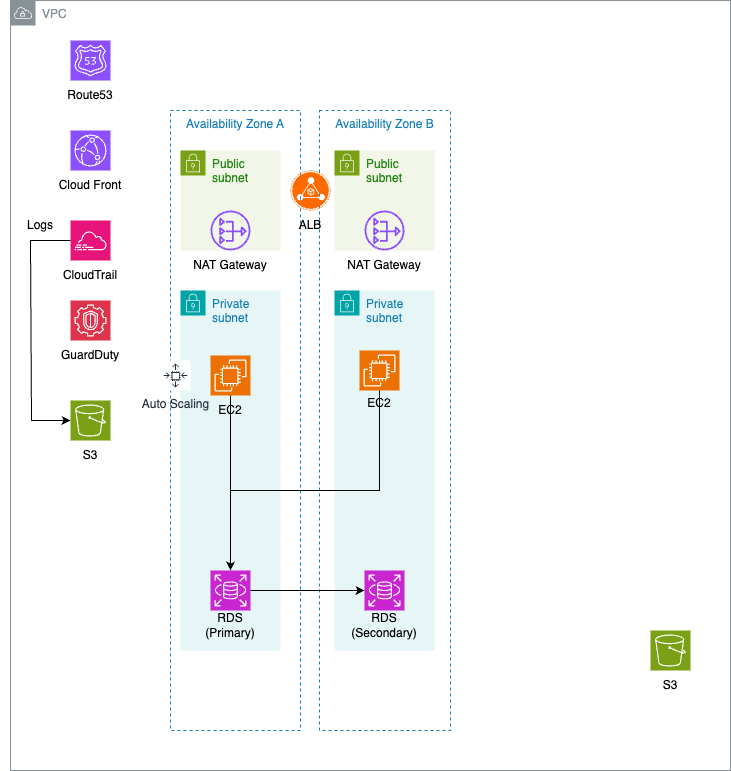 VPC
53
Route53
Cloud Front
Logs
CloudTrail
GuardDuty
S3
Availability Zone A
Availability Zone B
Public
subnet
Public
subnet
ALB
NAT Gateway
NAT Gateway
Private
subnet
Private
subnet
Auto Scaling
EC2
EC2
RDS
(Primary)
RDS
(Secondary)
S3